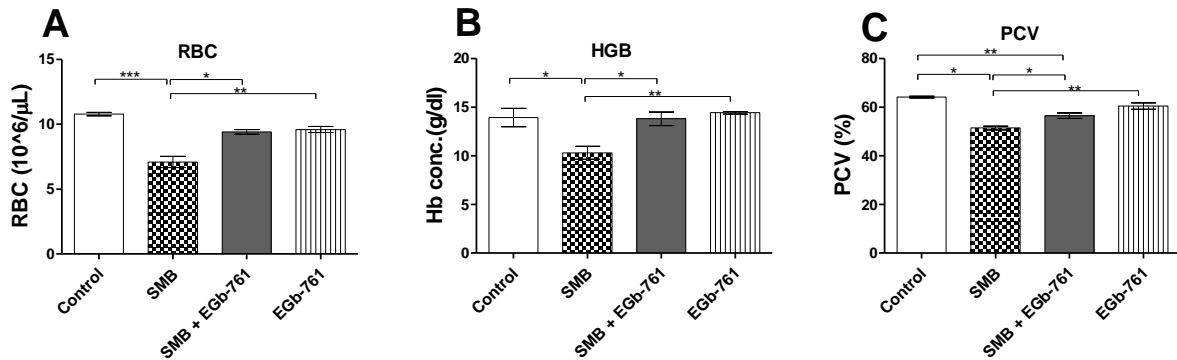 A
RBC
RBC (10^6/µL)
15
10
5
0
***
*
**
Control
SMB
SMB + EGb-761
EGb-761
B
HGB
Hb conc.(g/dl)
20
15
10
5
0
*
*
**
Control
SMB
SMB + EGb-761
EGb-761
C
PCV
PCV (%)
80
60
40
20
0
**
*
*
**
Control
SMB
SMB + EGb-761
EGb-761